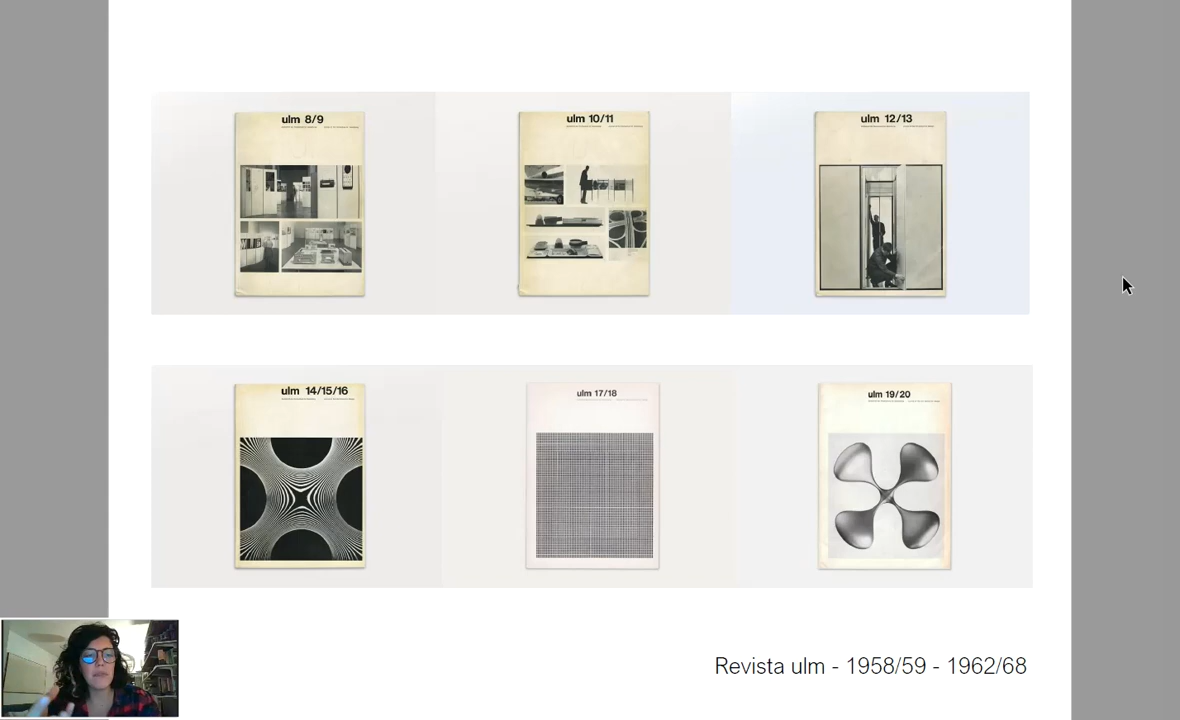 ulm 8/9
ulm 10/11
ulm 12/13
ulm 14/15/16
ulm 17/18
ulm 19/20
Revista ulm - 1958/59 - 1962/68